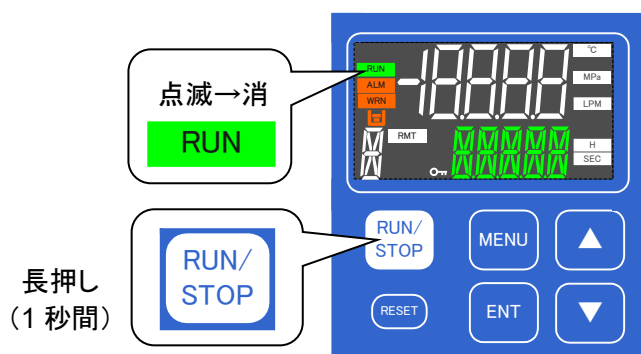 点滅→消
RUN
RUN/
STOP
長押し
(1 秒間)
RUN
ALM
WRN
RMT
-18888
℃
MPa
LPM
H
SEC
RUN/
STOP
MENU
▲
RESET
ENT
▼